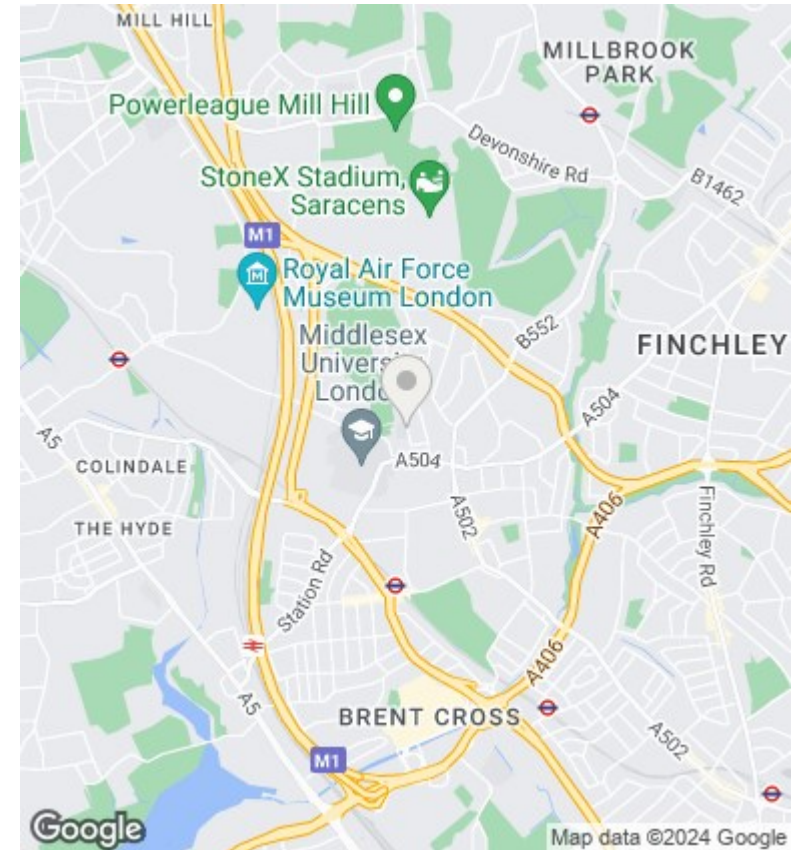 MILL HILL
MILLBROOK
PARK
Powerleague Mill Hill
Devonshire Rd
B1462
StoneX Stadium,
Saracens
M1
Royal Air Force
Museum London
Middlesex
University
London
B552
FINCHLEY
A504
A5
COLINDALE
A504
THE HYDE
A502
A406
Finchley Rd
Station Rd
A406
A5
BRENT CROSS
A502
M1
Google
Map data ©2024 Google